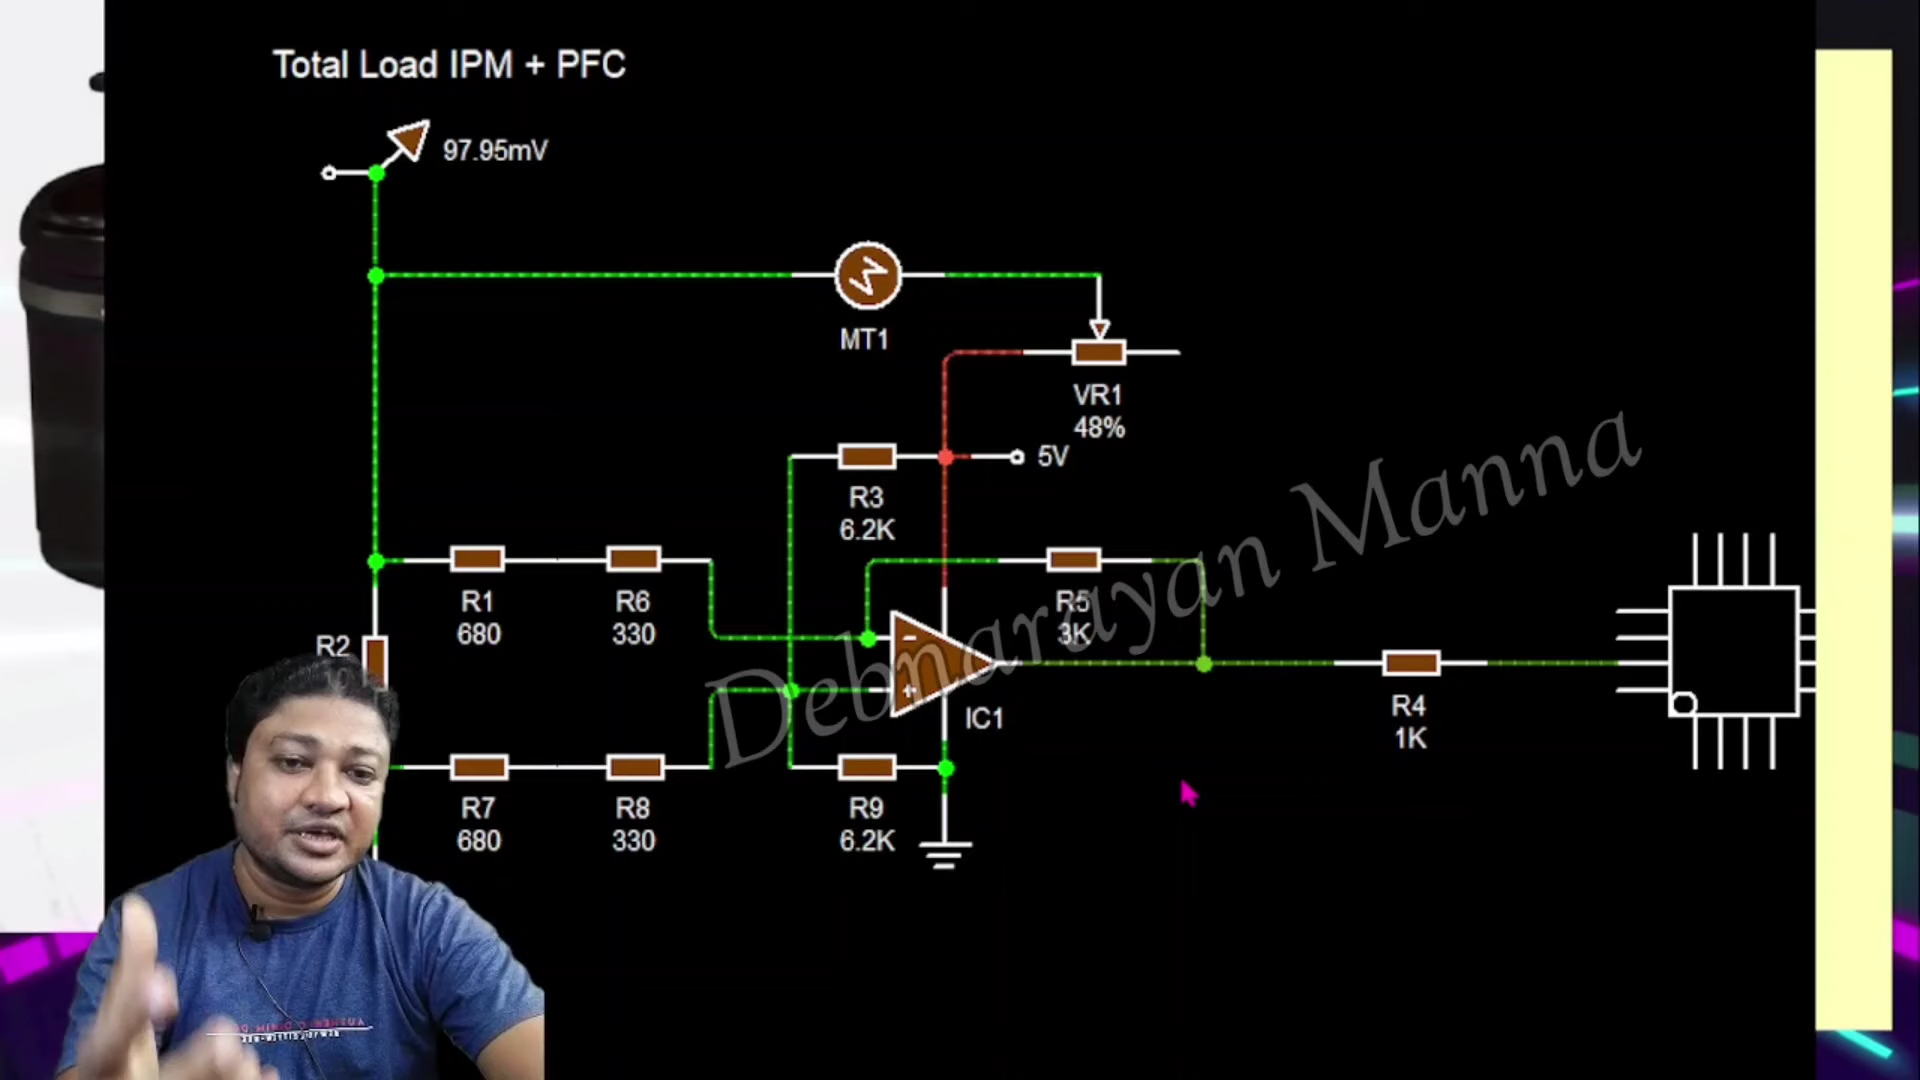 Total Load IPM + PFC
97.95mV
MT1
VR1
48%
5V
R3
6.2K
R1
680
R6
330
R5
3K
R2
IC1
R4
1K
R7
680
R8
330
R9
6.2K
Debnarayan Manna